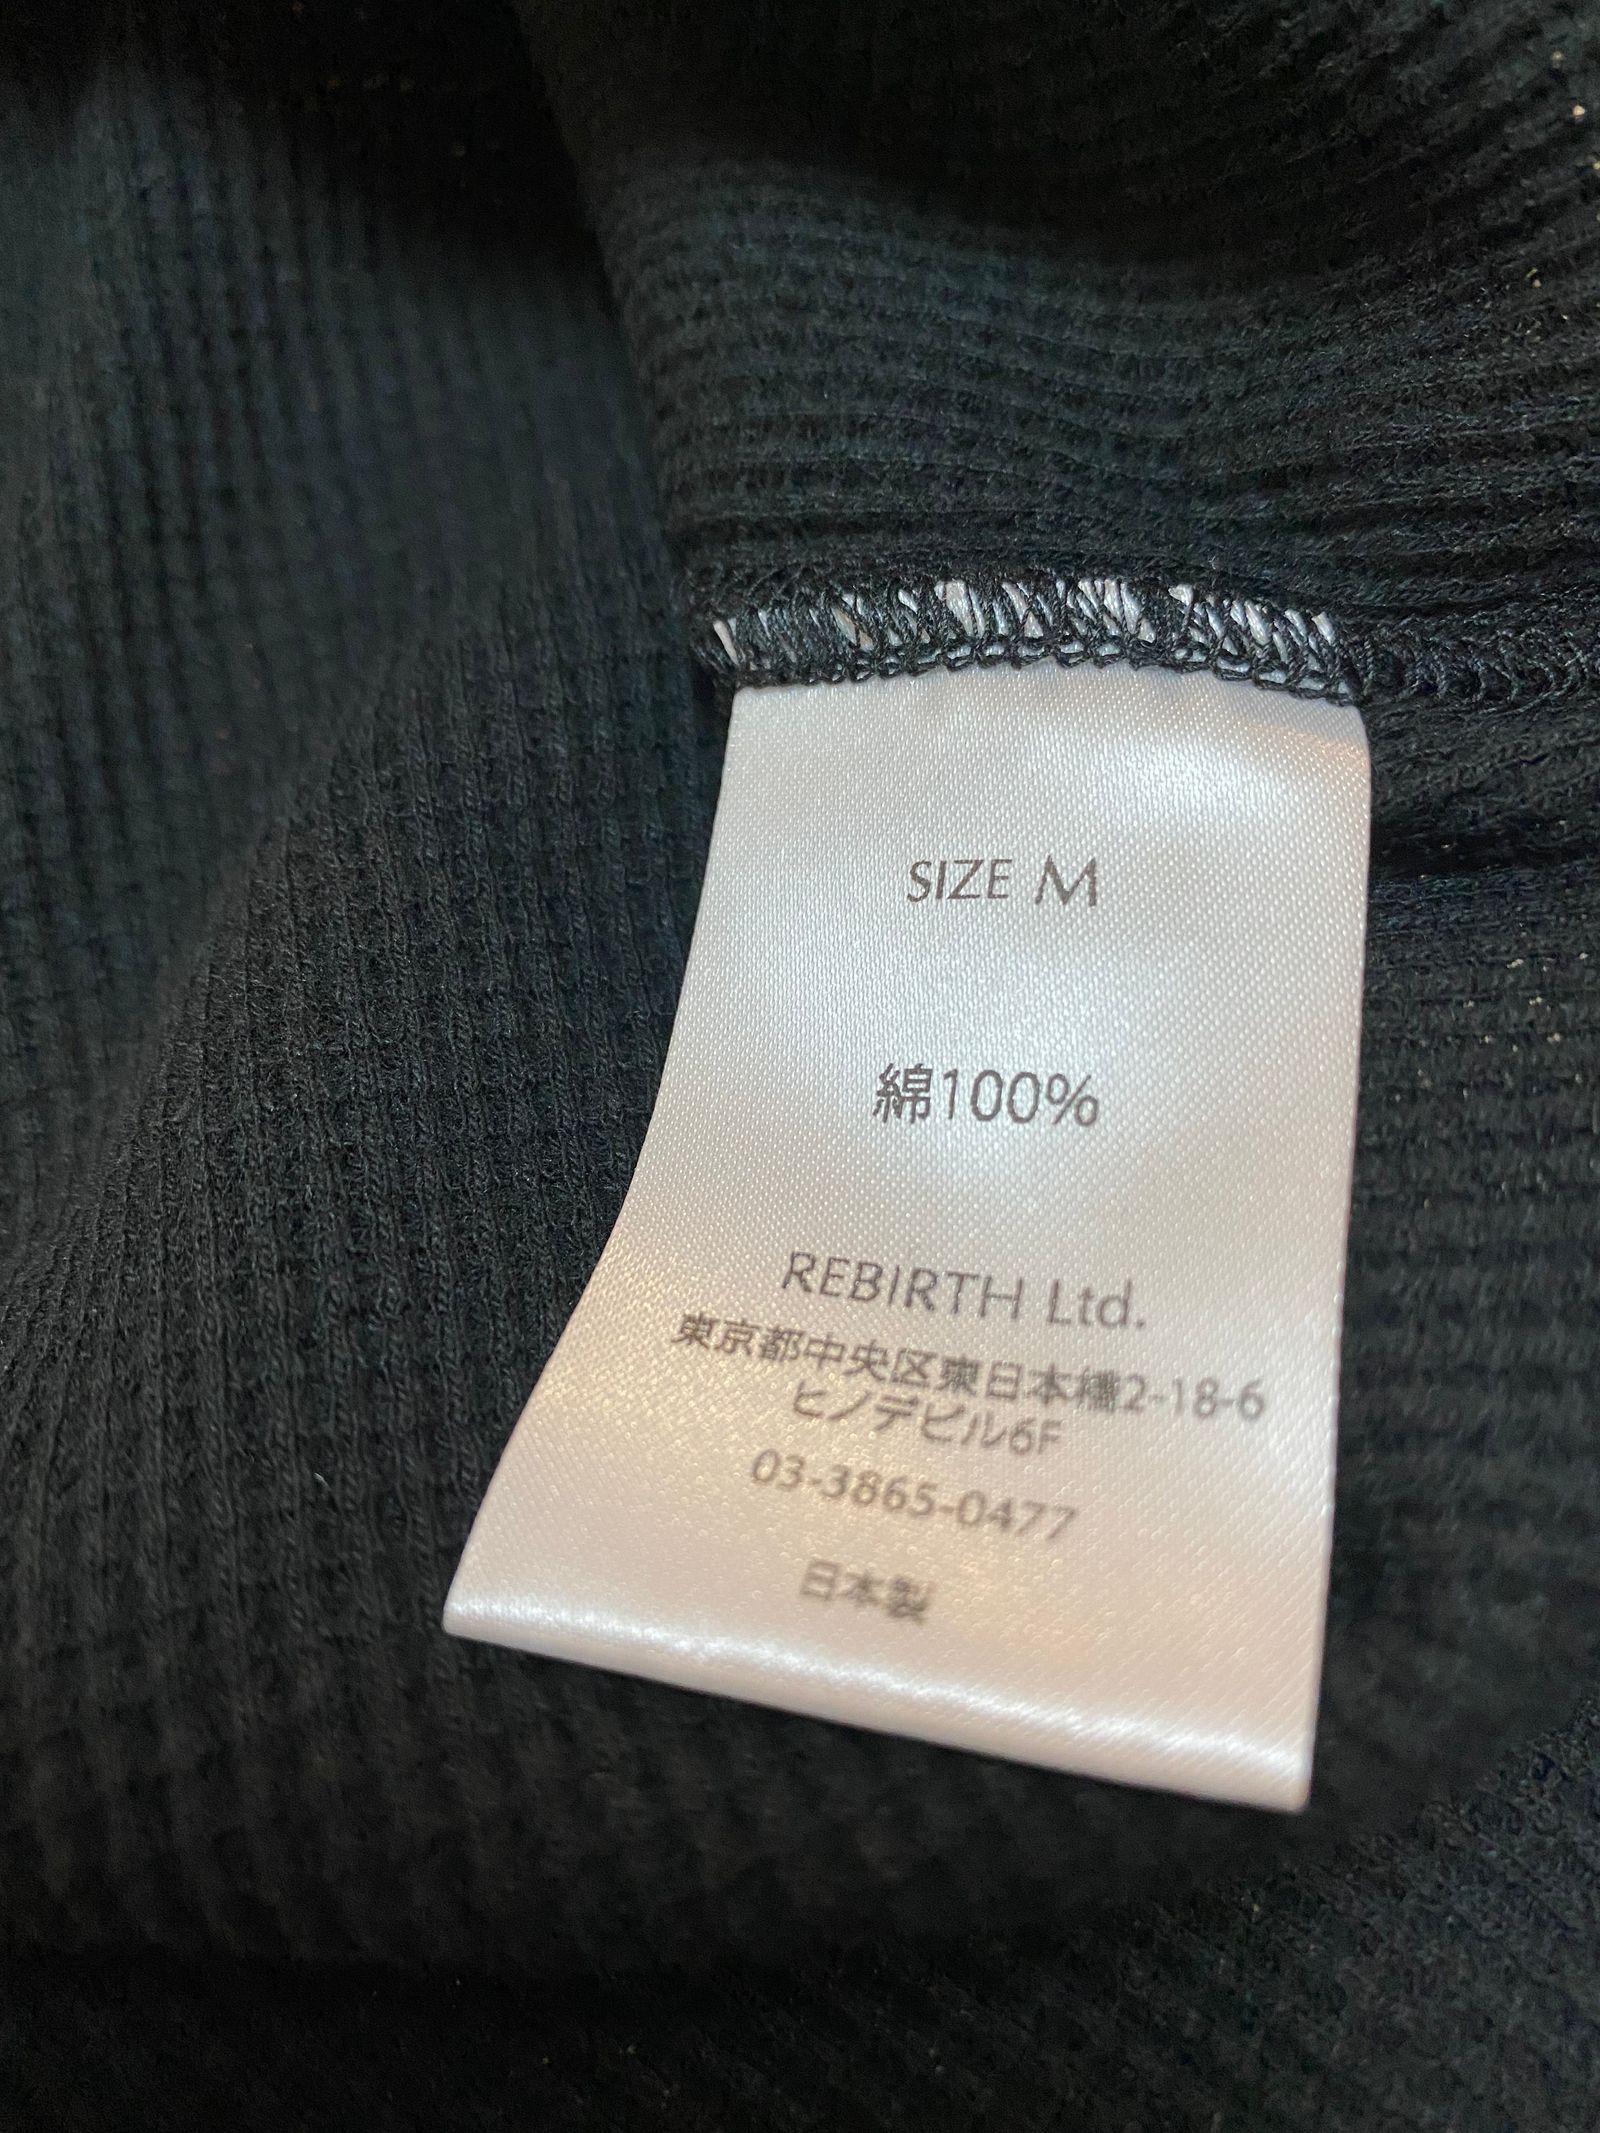 SIZE M
綿100%
REBIRTH Ltd.
東京都中央区東日本橋2-18-6
ヒノデビル6F
03-3865-0477
日本製